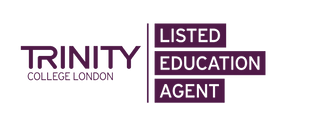 TRINITY
COLLEGE LONDON
LISTED
EDUCATION
AGENT